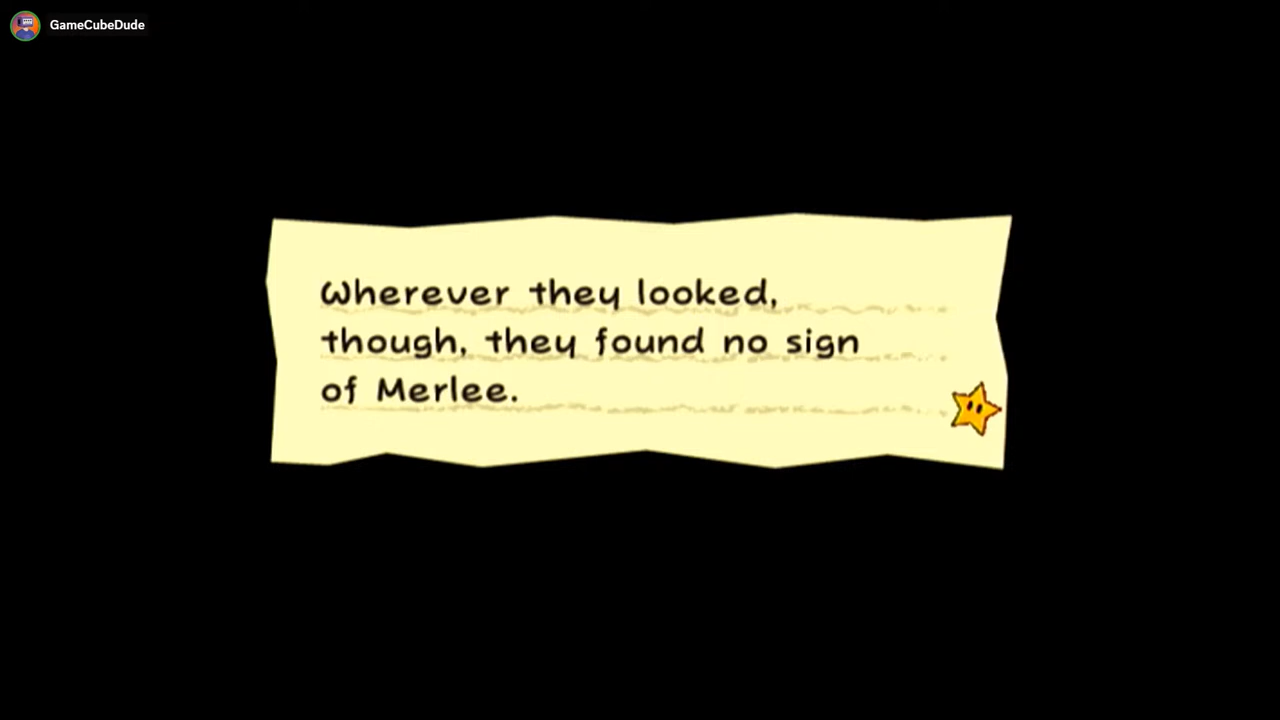 GameCubeDude
Wherever they looked,
though, they found no sign
of Merlee.